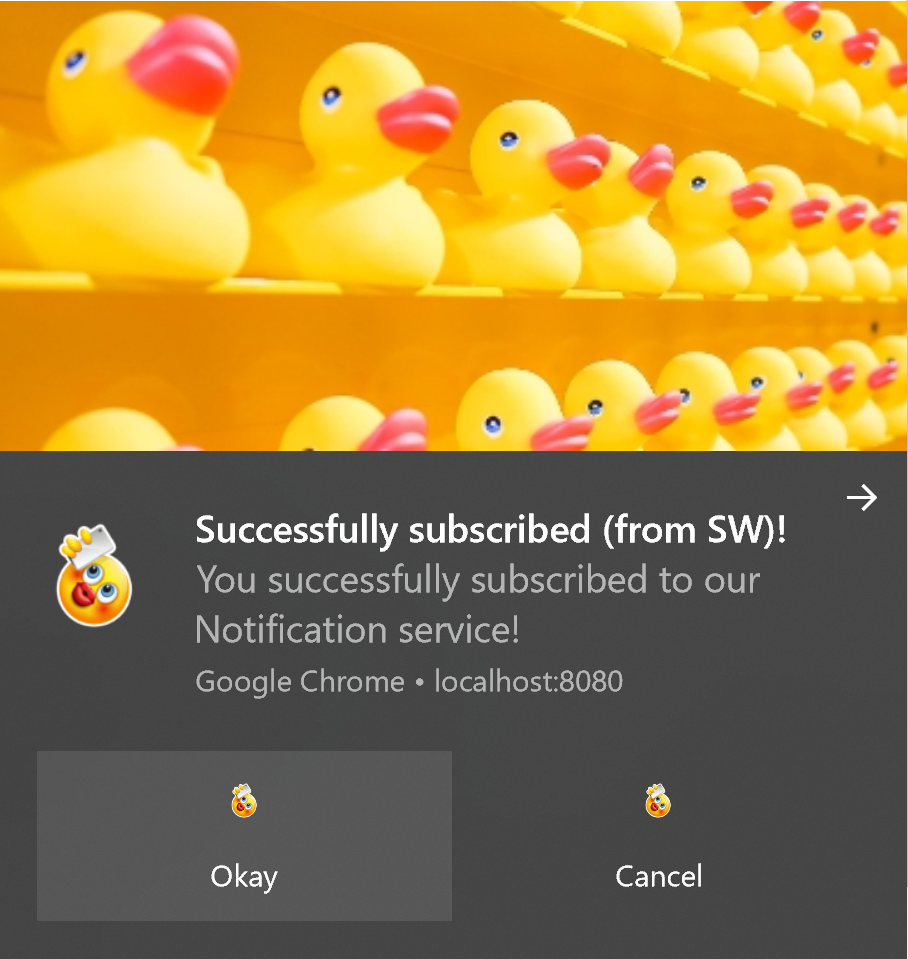 Successfully subscribed (from SW)!
You successfully subscribed to our
Notification service!
Google Chrome • localhost:8080
Okay
Cancel